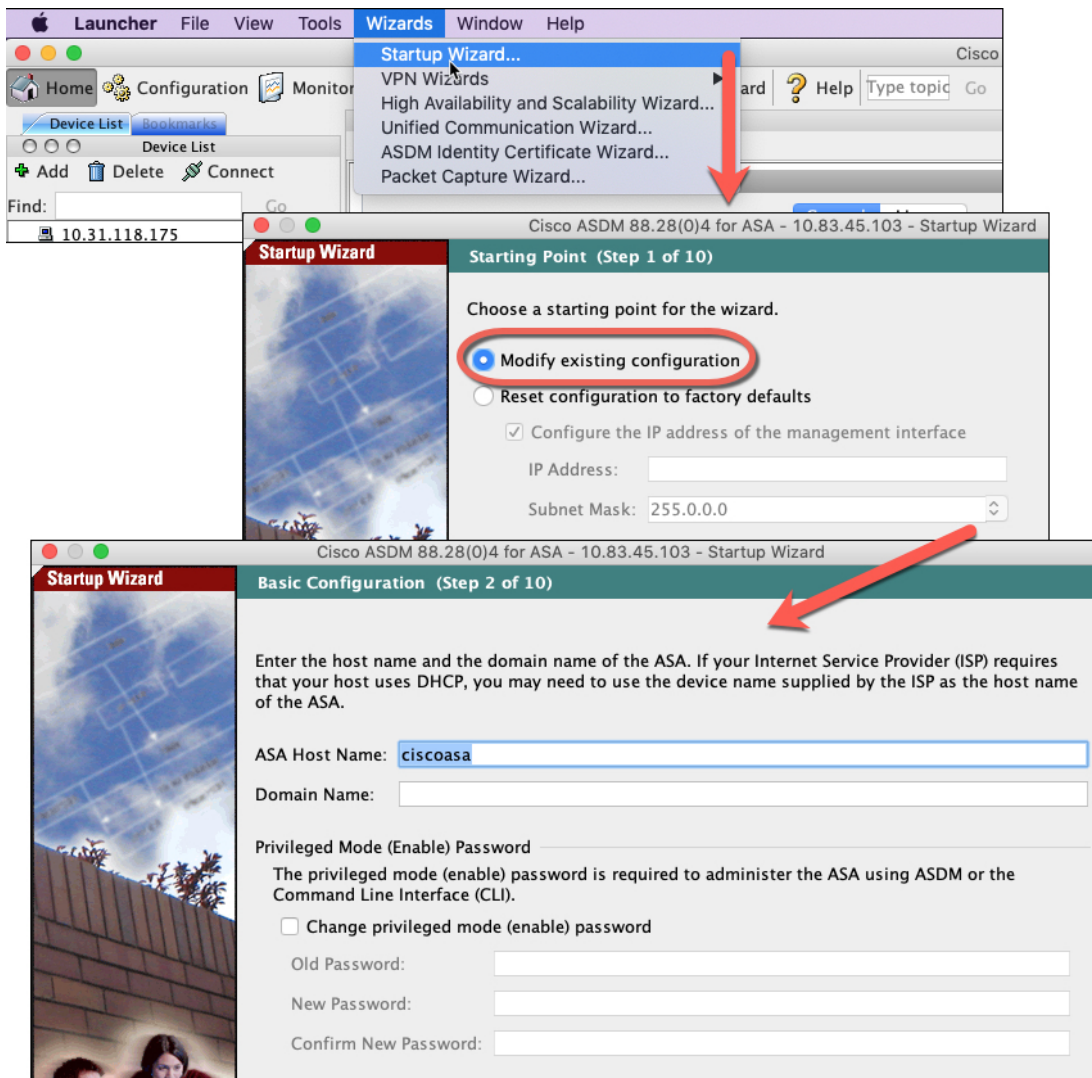 Launcher File View Tools Wizards Window Help
Startup Wizard...
VPN Wizards
High Availability and Scalability Wizard...
Unified Communication Wizard...
ASDM Identity Certificate Wizard...
Packet Capture Wizard...
Cisco
Home Configuration Monitor ard Help Type topic Go
Device List Bookmarks
Device List
Add Delete Connect
Find: Go
10.31.118.175
Cisco ASDM 88.28(0)4 for ASA - 10.83.45.103 - Startup Wizard
Startup Wizard
Starting Point (Step 1 of 10)
Choose a starting point for the wizard.
Modify existing configuration
Reset configuration to factory defaults
Configure the IP address of the management interface
IP Address:
Subnet Mask: 255.0.0.0
Cisco ASDM 88.28(0)4 for ASA - 10.83.45.103 - Startup Wizard
Startup Wizard
Basic Configuration (Step 2 of 10)
Enter the host name and the domain name of the ASA. If your Internet Service Provider (ISP) requires
that your host uses DHCP, you may need to use the device name supplied by the ISP as the host name
of the ASA.
ASA Host Name: ciscoasa
Domain Name:
Privileged Mode (Enable) Password
The privileged mode (enable) password is required to administer the ASA using ASDM or the
Command Line Interface (CLI).
Change privileged mode (enable) password
Old Password:
New Password:
Confirm New Password: